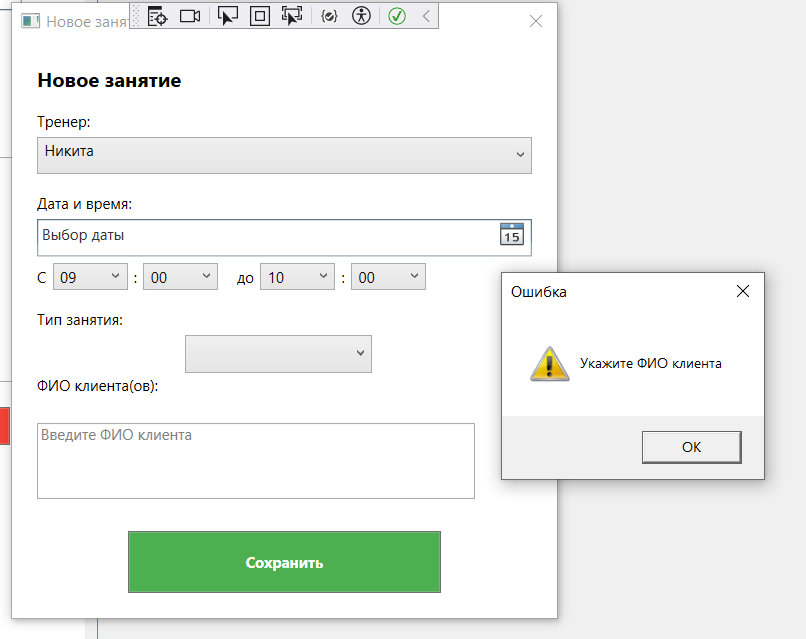 Новое заня
Новое занятие
Тренер:
Никита
Дата и время:
Выбор даты
15
С 09 : 00 до 10 : 00
Тип занятия:
ФИО клиента(ов):
Введите ФИО клиента
Сохранить
Ошибка
Укажите ФИО клиента
ОК